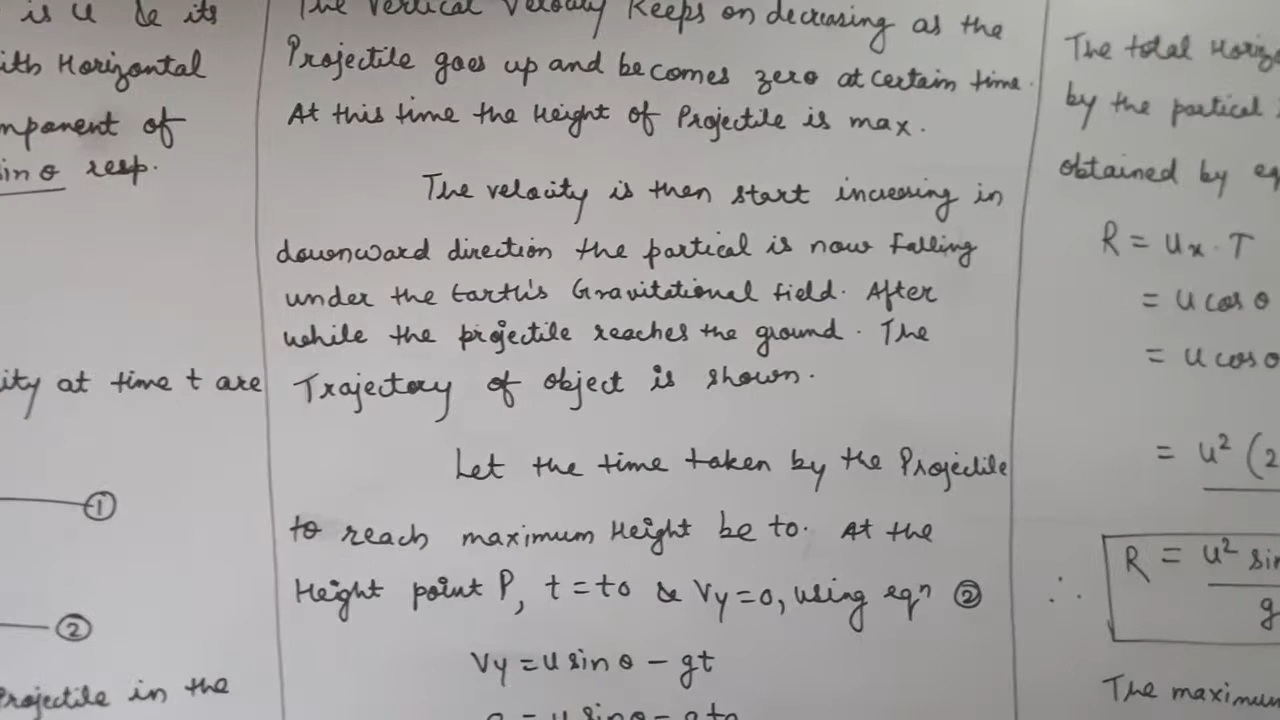 is u & its
with Horizontal
component of
sin θ resp.
ity at time t are
①
②
Projectile in the
The vertical velocity keeps on decreasing as the
Projectile goes up and becomes zero at certain time.
At this time the Height of Projectile is max.
The velocity is then start increasing in
downward direction the partical is now falling
under the Earth's Gravitational field. After
while the projectile reaches the ground. The
Trajectory of object is shown.
Let the time taken by the Projectile
to reach maximum Height be to. At the
Height point P, t = to & Vy = 0, using eqn ②
Vy = u sin θ - gt
o = u sin θ - gto
The total Horiz
by the partical
obtained by eq
R = ux . T
= u cos θ
= u cos θ
= u² (2
∴ R = u² sin
g
The maximum